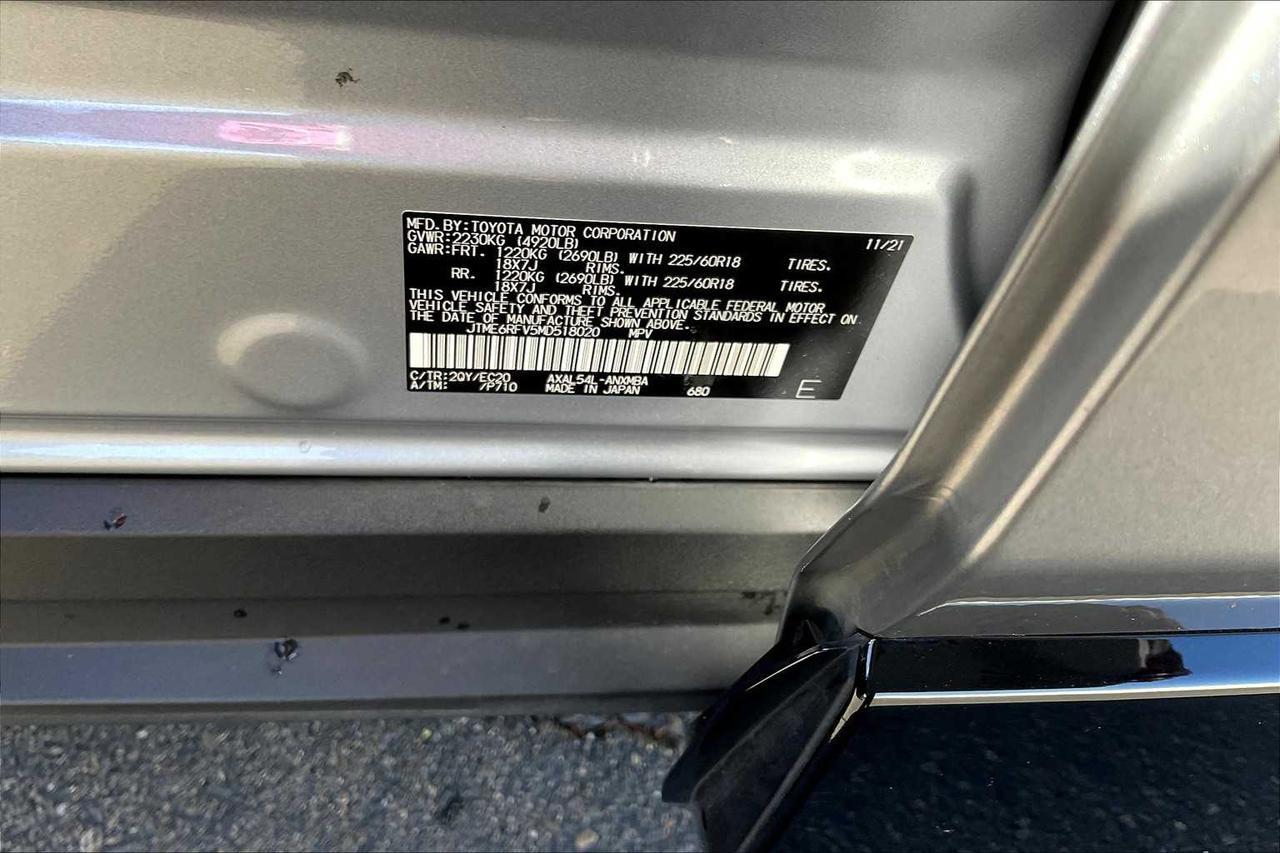 MFD. BY: TOYOTA MOTOR CORPORATION 11/21
GVWR: 2230KG (4920LB)
GAWR: FRT. 1220KG (2690LB) WITH 225/60R18 TIRES.
18X7J RIMS.
RR. 1220KG (2690LB) WITH 225/60R18 TIRES.
18X7J RIMS.
THIS VEHICLE CONFORMS TO ALL APPLICABLE FEDERAL MOTOR
VEHICLE SAFETY AND THEFT PREVENTION STANDARDS IN EFFECT ON
THE DATE OF MANUFACTURE SHOWN ABOVE.
JTME6RFV5MD518020 MPV
C/TR: 2QY/EC20 AXAL54L-ANXMBA 680
A/TM: /P710 MADE IN JAPAN E